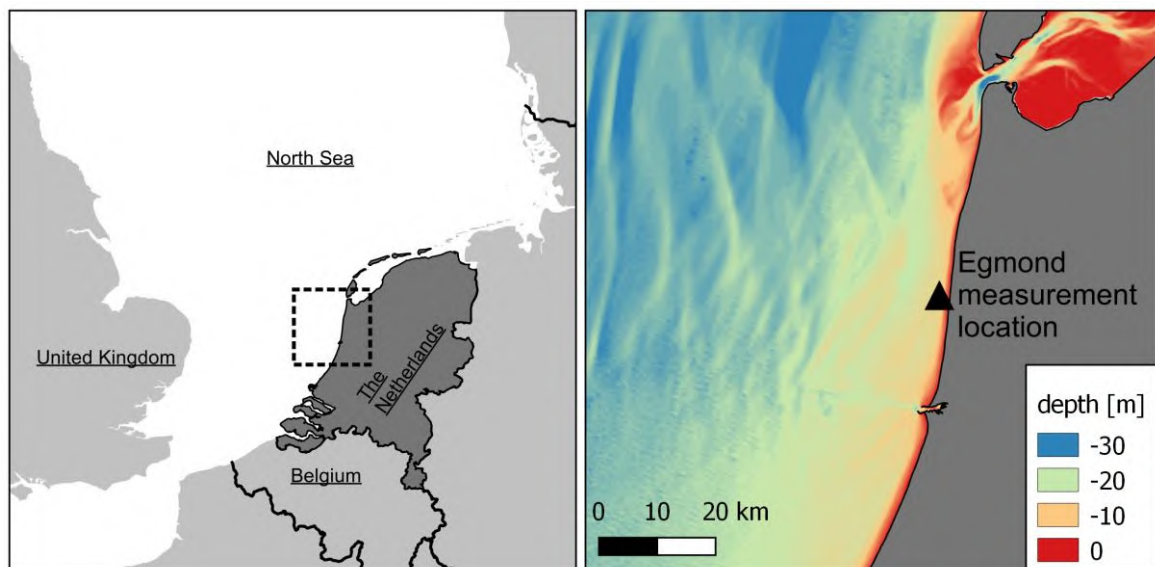 North Sea
United Kingdom
The
Netherlands
Belgium
Egmond
measurement
location
depth [m]
-30
-20
-10
0
0 10 20 km